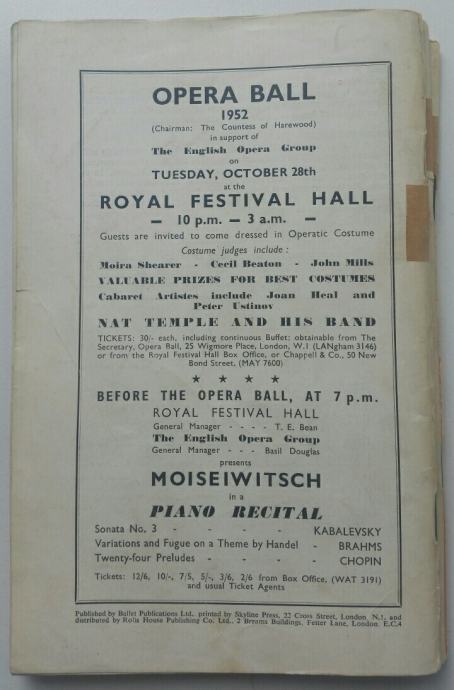 OPERA BALL
1952
(Chairman: The Countess of Harewood)
in support of
The English Opera Group
on
TUESDAY, OCTOBER 28th
at the
ROYAL FESTIVAL HALL
— 10 p.m. — 3 a.m. —
Guests are invited to come dressed in Operatic Costume
Costume judges include :
Moira Shearer - Cecil Beaton - John Mills
VALUABLE PRIZES FOR BEST COSTUMES
Cabaret Artistes include Joan Heal and
Peter Ustinov
NAT TEMPLE AND HIS BAND
TICKETS: 30/- each, including continuous Buffet: obtainable from The
Secretary, Opera Ball, 25 Wigmore Place, London, W.1 (LANgham 3146)
or from the Royal Festival Hall Box Office, or Chappell & Co., 50 New
Bond Street, (MAY 7600)
★ ★ ★ ★
BEFORE THE OPERA BALL, AT 7 p.m.
ROYAL FESTIVAL HALL
General Manager - - - - T. E. Bean
The English Opera Group
General Manager - - - Basil Douglas
presents
MOISEIWITSCH
in a
PIANO RECITAL
Sonata No. 3 - - - - KABALEVSKY
Variations and Fugue on a Theme by Handel - BRAHMS
Twenty-four Preludes - - - - CHOPIN
Tickets: 12/6, 10/-, 7/5, 5/-, 3/6, 2/6 from Box Office, (WAT 3191)
and usual Ticket Agents
Published by Ballet Publications Ltd., printed by Skyline Press, 22 Cross Street, London N.1, and
distributed by Rolls House Publishing Co. Ltd., 2 Breams Buildings, Fetter Lane, London E.C.4